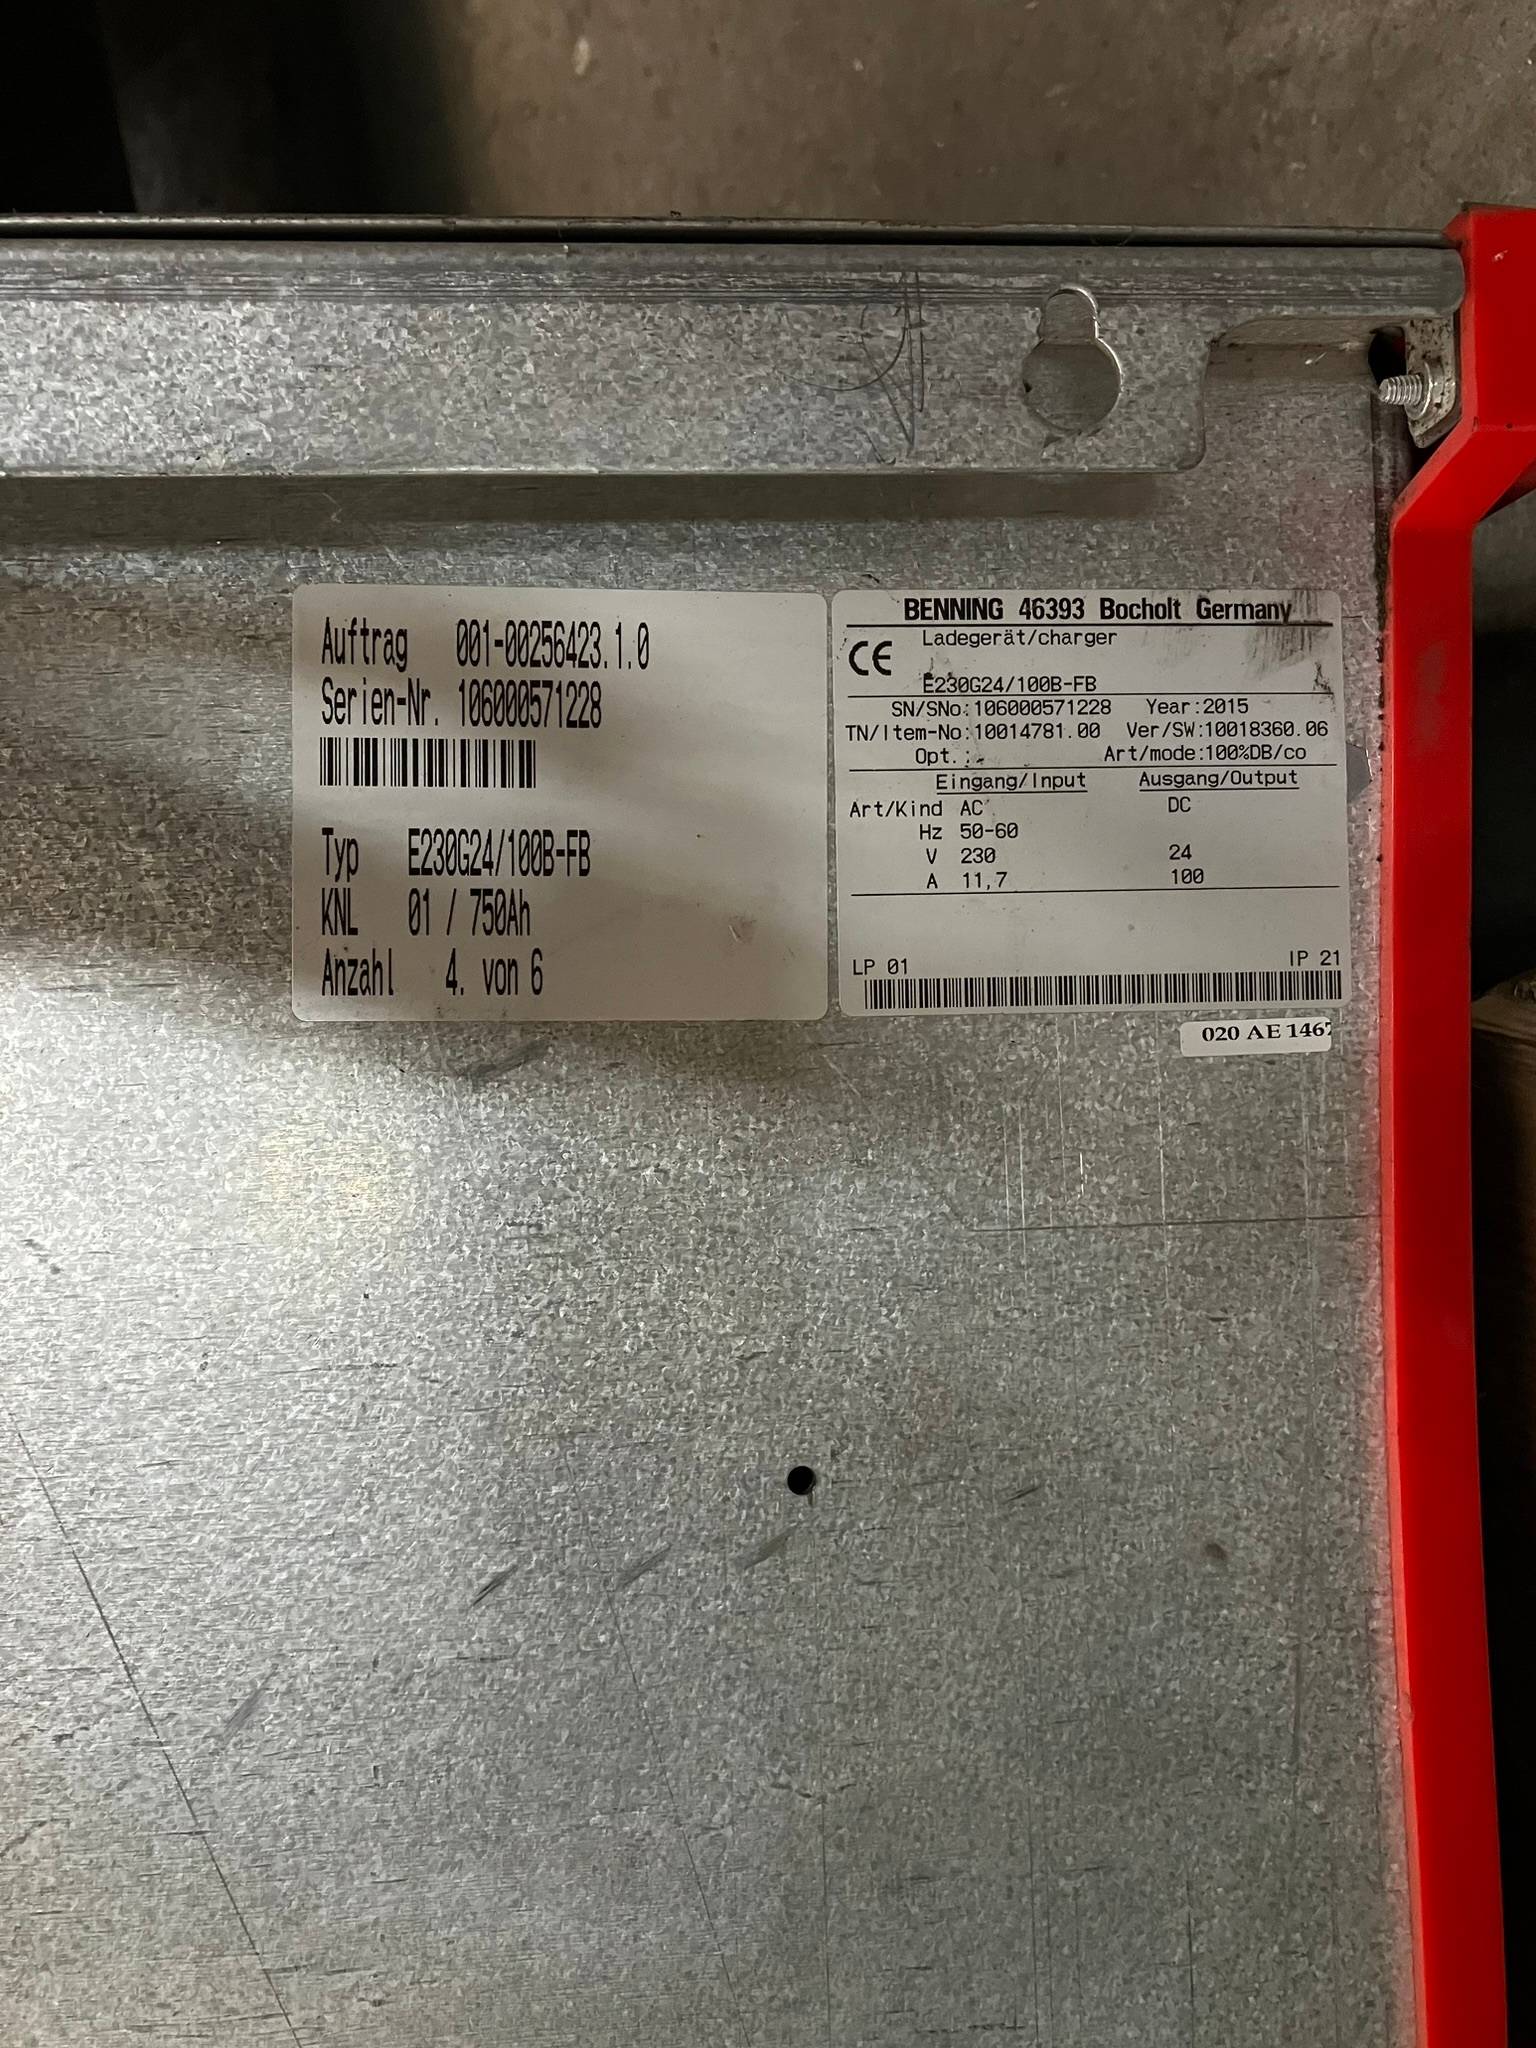 Auftrag 001-00256423.1.0
Serien-Nr. 106000571228
Typ E230G24/100B-FB
KNL 01 / 750Ah
Anzahl 4. von 6
BENNING 46393 Bocholt Germany
CE Ladegerät/charger
E230G24/100B-FB
SN/SNo:106000571228 Year:2015
TN/Item-No:10014781.00 Ver/SW:10018360.06
Opt.:- Art/mode:100%DB/co
Eingang/Input Ausgang/Output
Art/Kind AC DC
Hz 50-60
V 230 24
A 11,7 100
LP 01 IP 21
020 AE 1467